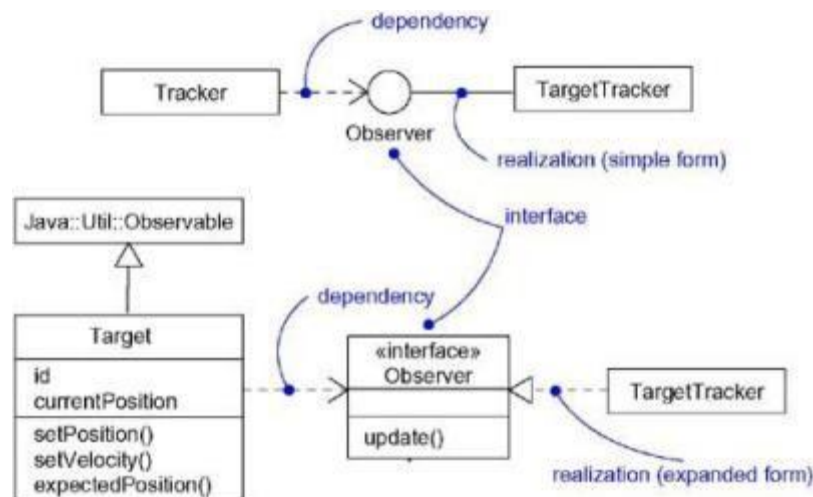 dependency
Tracker
TargetTracker
Observer
realization (simple form)
Java::Util::Observable
interface
dependency
Target
«interface»
Observer
id
currentPosition
TargetTracker
setPosition()
setVelocity()
expectedPosition()
update()
realization (expanded form)